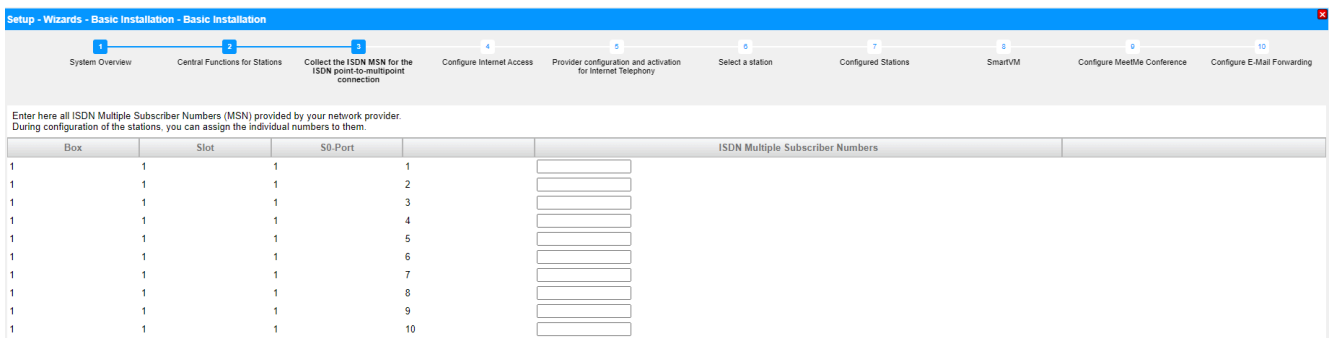 Setup - Wizards - Basic Installation - Basic Installation
X
1 2 3 4 5 6 7 8 9 10
System Overview
Central Functions for Stations
Collect the ISDN MSN for the
ISDN point-to-multipoint
connection
Configure Internet Access
Provider configuration and activation
for Internet Telephony
Select a station
Configured Stations
SmartVM
Configure MeetMe Conference
Configure E-Mail Forwarding
Enter here all ISDN Multiple Subscriber Numbers (MSN) provided by your network provider.
During configuration of the stations, you can assign the individual numbers to them.
Box Slot S0-Port ISDN Multiple Subscriber Numbers
1 1 1 1
1 1 1 2
1 1 1 3
1 1 1 4
1 1 1 5
1 1 1 6
1 1 1 7
1 1 1 8
1 1 1 9
1 1 1 10